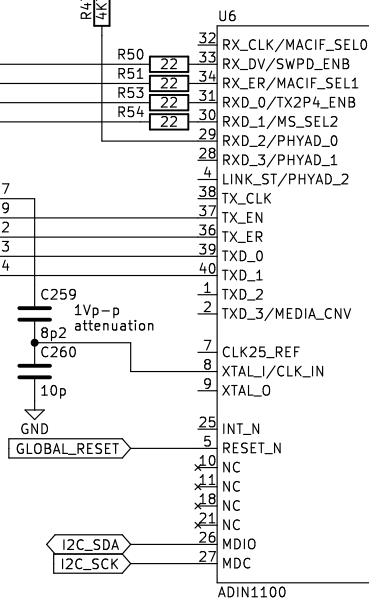 U6
R4
4K
32 RX_CLK/MACIF_SEL0
R50 22 33 RX_DV/SWPD_ENB
R51 22 34 RX_ER/MACIF_SEL1
R53 22 31 RXD_0/TX2P4_ENB
R54 22 30 RXD_1/MS_SEL2
29 RXD_2/PHYAD_0
28 RXD_3/PHYAD_1
4 LINK_ST/PHYAD_2
7 38 TX_CLK
9 37 TX_EN
2 36 TX_ER
3 39 TXD_0
4 40 TXD_1
1 TXD_2
2 TXD_3/MEDIA_CNV
C259
8p2
1Vp-p
attenuation
C260
10p
GND
7 CLK25_REF
8 XTAL_I/CLK_IN
9 XTAL_O
25 INT_N
GLOBAL_RESET 5 RESET_N
10 NC
11 NC
18 NC
21 NC
I2C_SDA 26 MDIO
I2C_SCK 27 MDC
ADIN1100